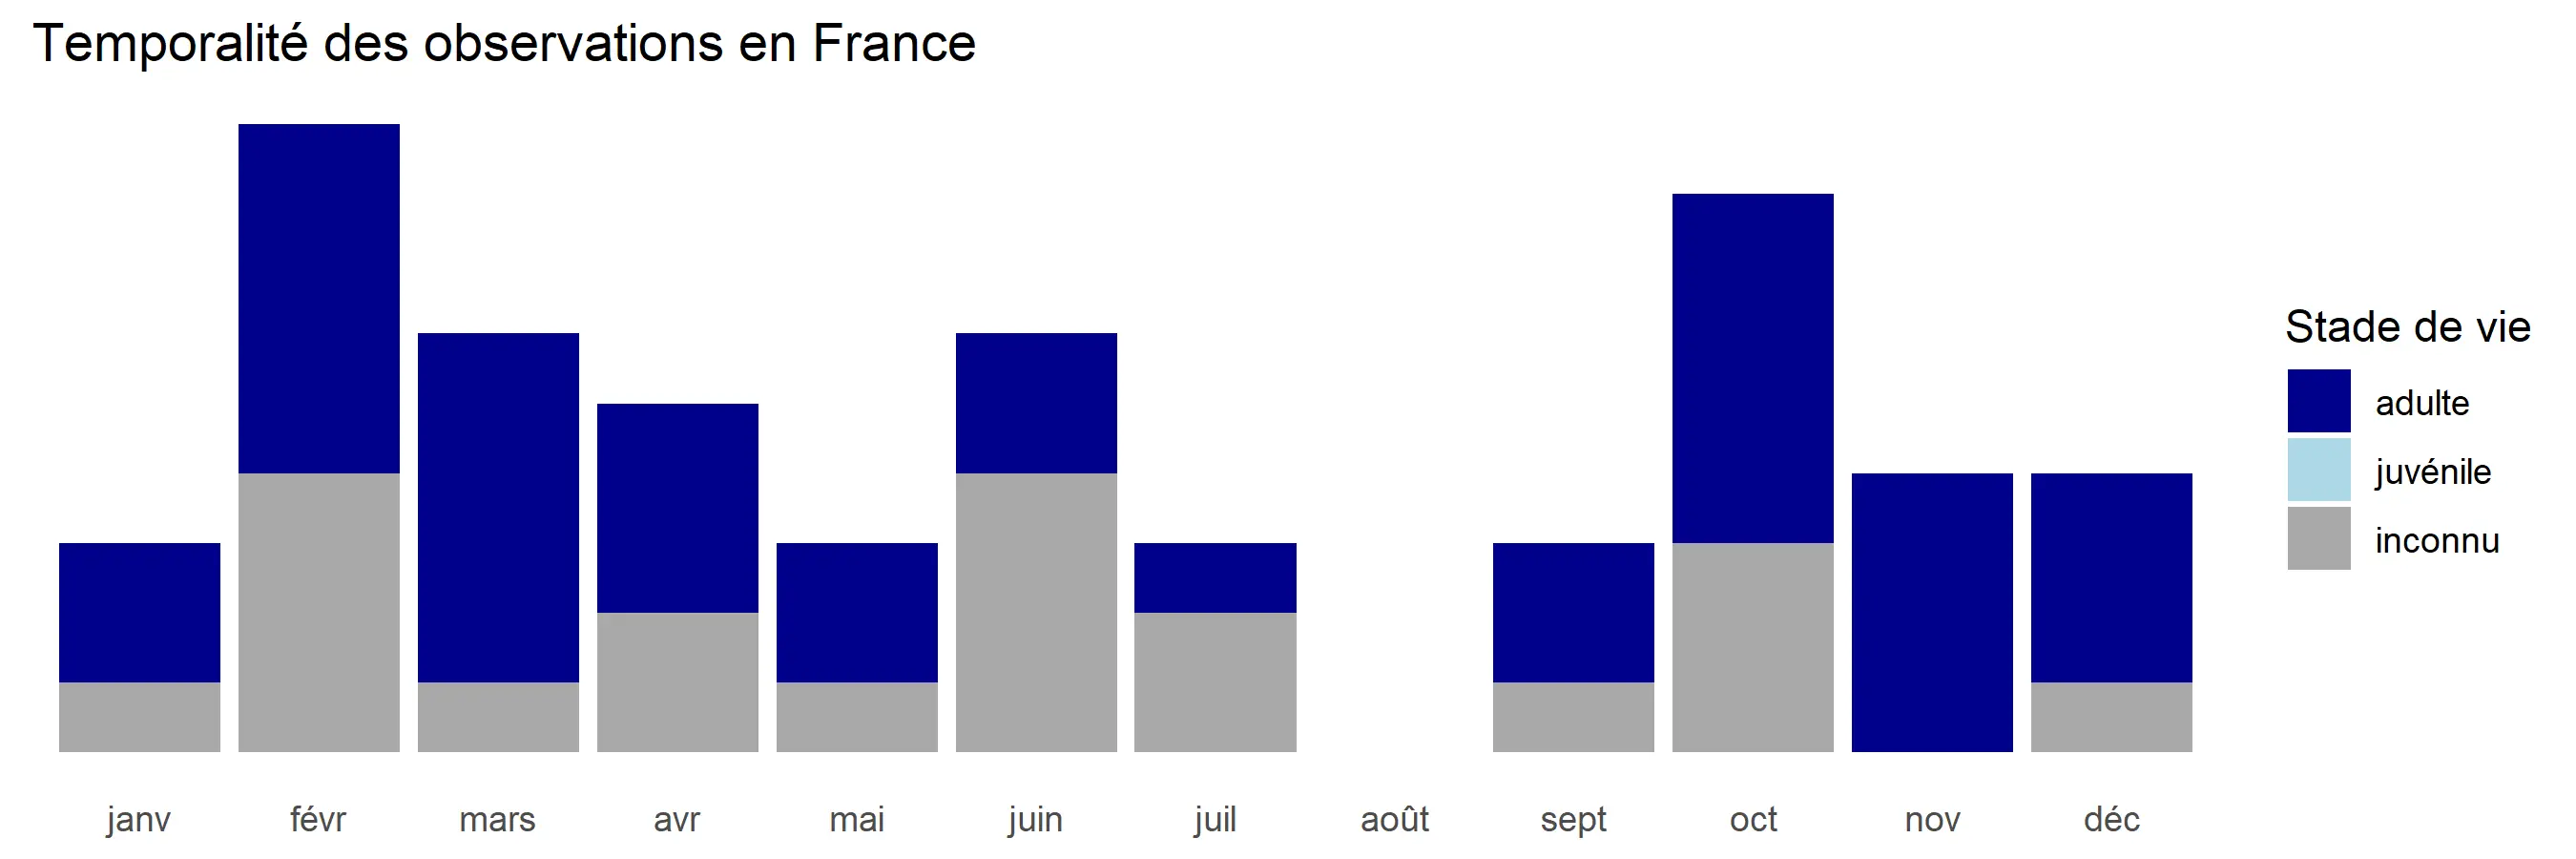 Temporalité des observations en France
Stade de vie
adulte
juvénile
inconnu
janv févr mars avr mai juin juil août sept oct nov déc